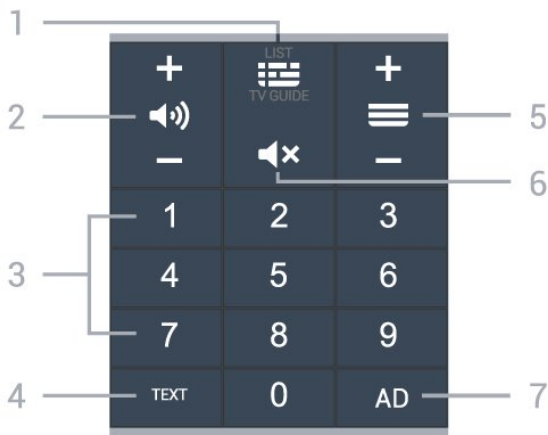 1
LIST
+ +
TV GUIDE
2 5
− −
6
1 2 3
3
4 5 6
7 8 9
4 TEXT 0 AD 7